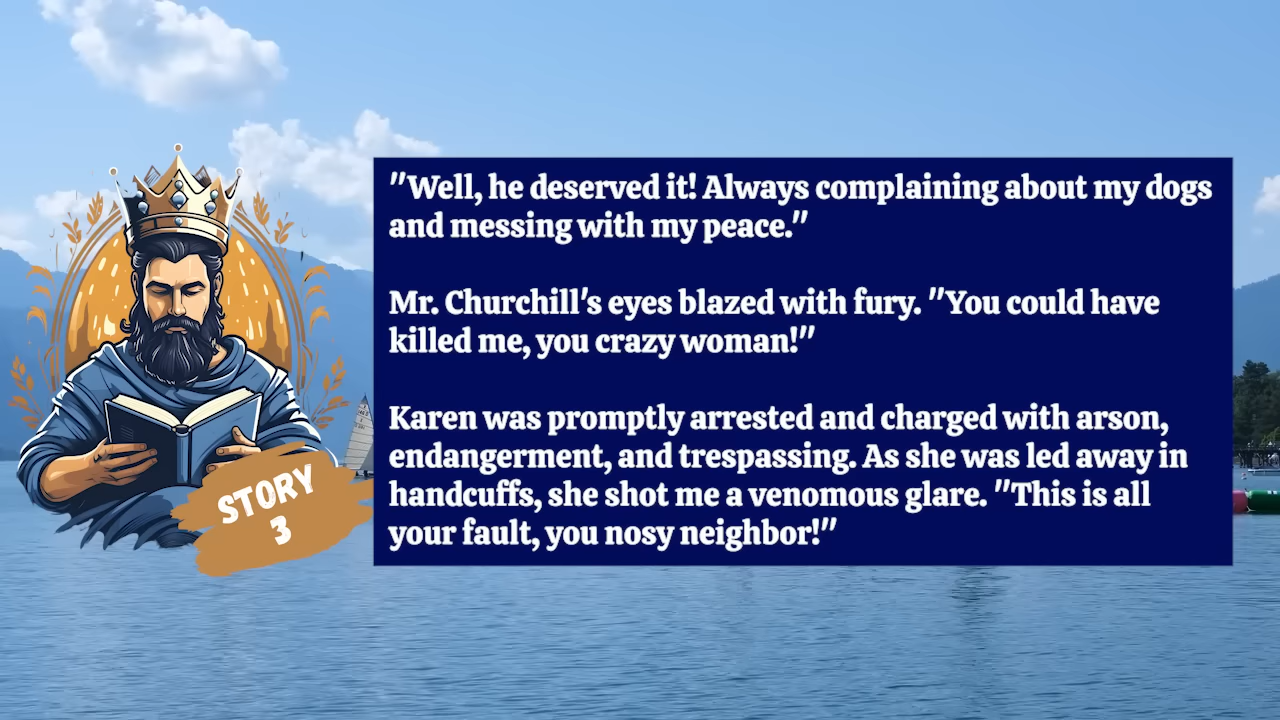 "Well, he deserved it! Always complaining about my dogs
and messing with my peace."
Mr. Churchill's eyes blazed with fury. "You could have
killed me, you crazy woman!"
Karen was promptly arrested and charged with arson,
endangerment, and trespassing. As she was led away in
handcuffs, she shot me a venomous glare. "This is all
your fault, you nosy neighbor!"
STORY
3